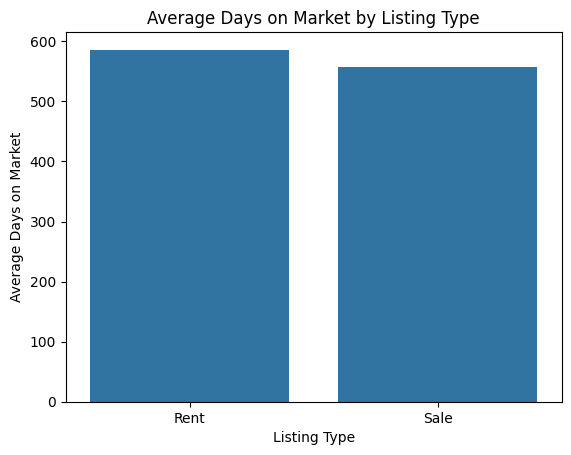 Average Days on Market by Listing Type
Average Days on Market
600
500
400
300
200
100
0
Rent
Sale
Listing Type